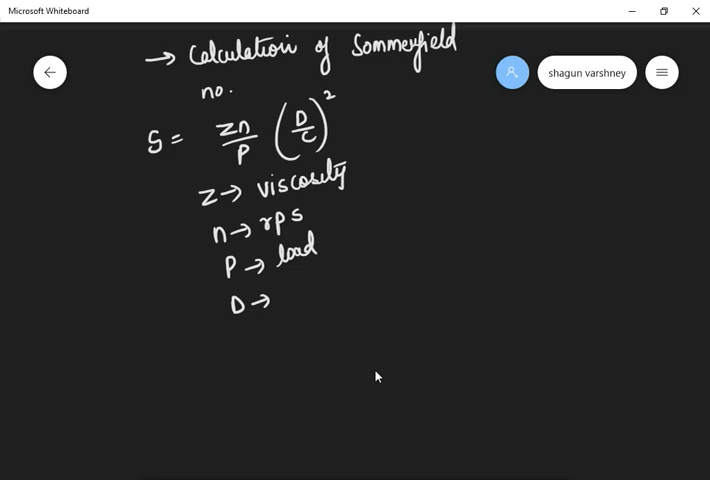 Microsoft Whiteboard
→ Calculation of Sommerfield
shagun varshney
no.
S = Zn/P (D/C)²
Z → viscosity
n → rps
P → load
D →